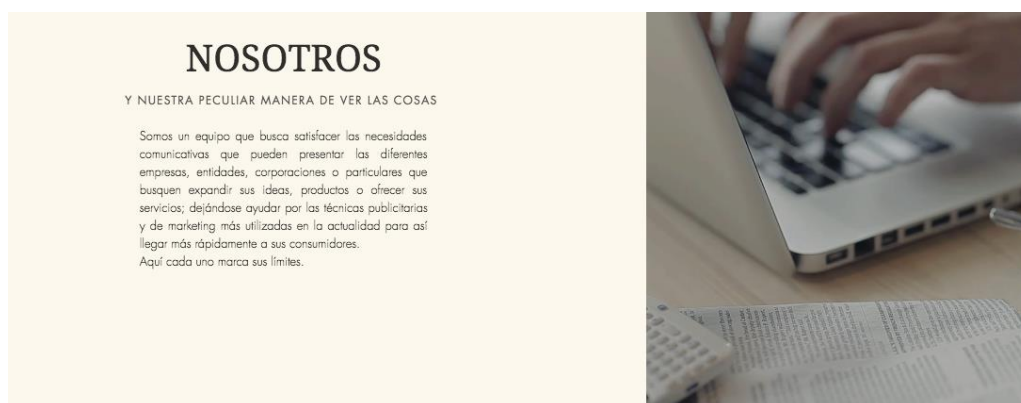 NOSOTROS
Y NUESTRA PECULIAR MANERA DE VER LAS COSAS
Somos un equipo que busca satisfacer las necesidades
comunicativas que pueden presentar las diferentes
empresas, entidades, corporaciones o particulares que
busquen expandir sus ideas, productos o ofrecer sus
servicios; dejándose ayudar por las técnicas publicitarias
y de marketing más utilizadas en la actualidad para así
llegar más rápidamente a sus consumidores.
Aquí cada uno marca sus límites.